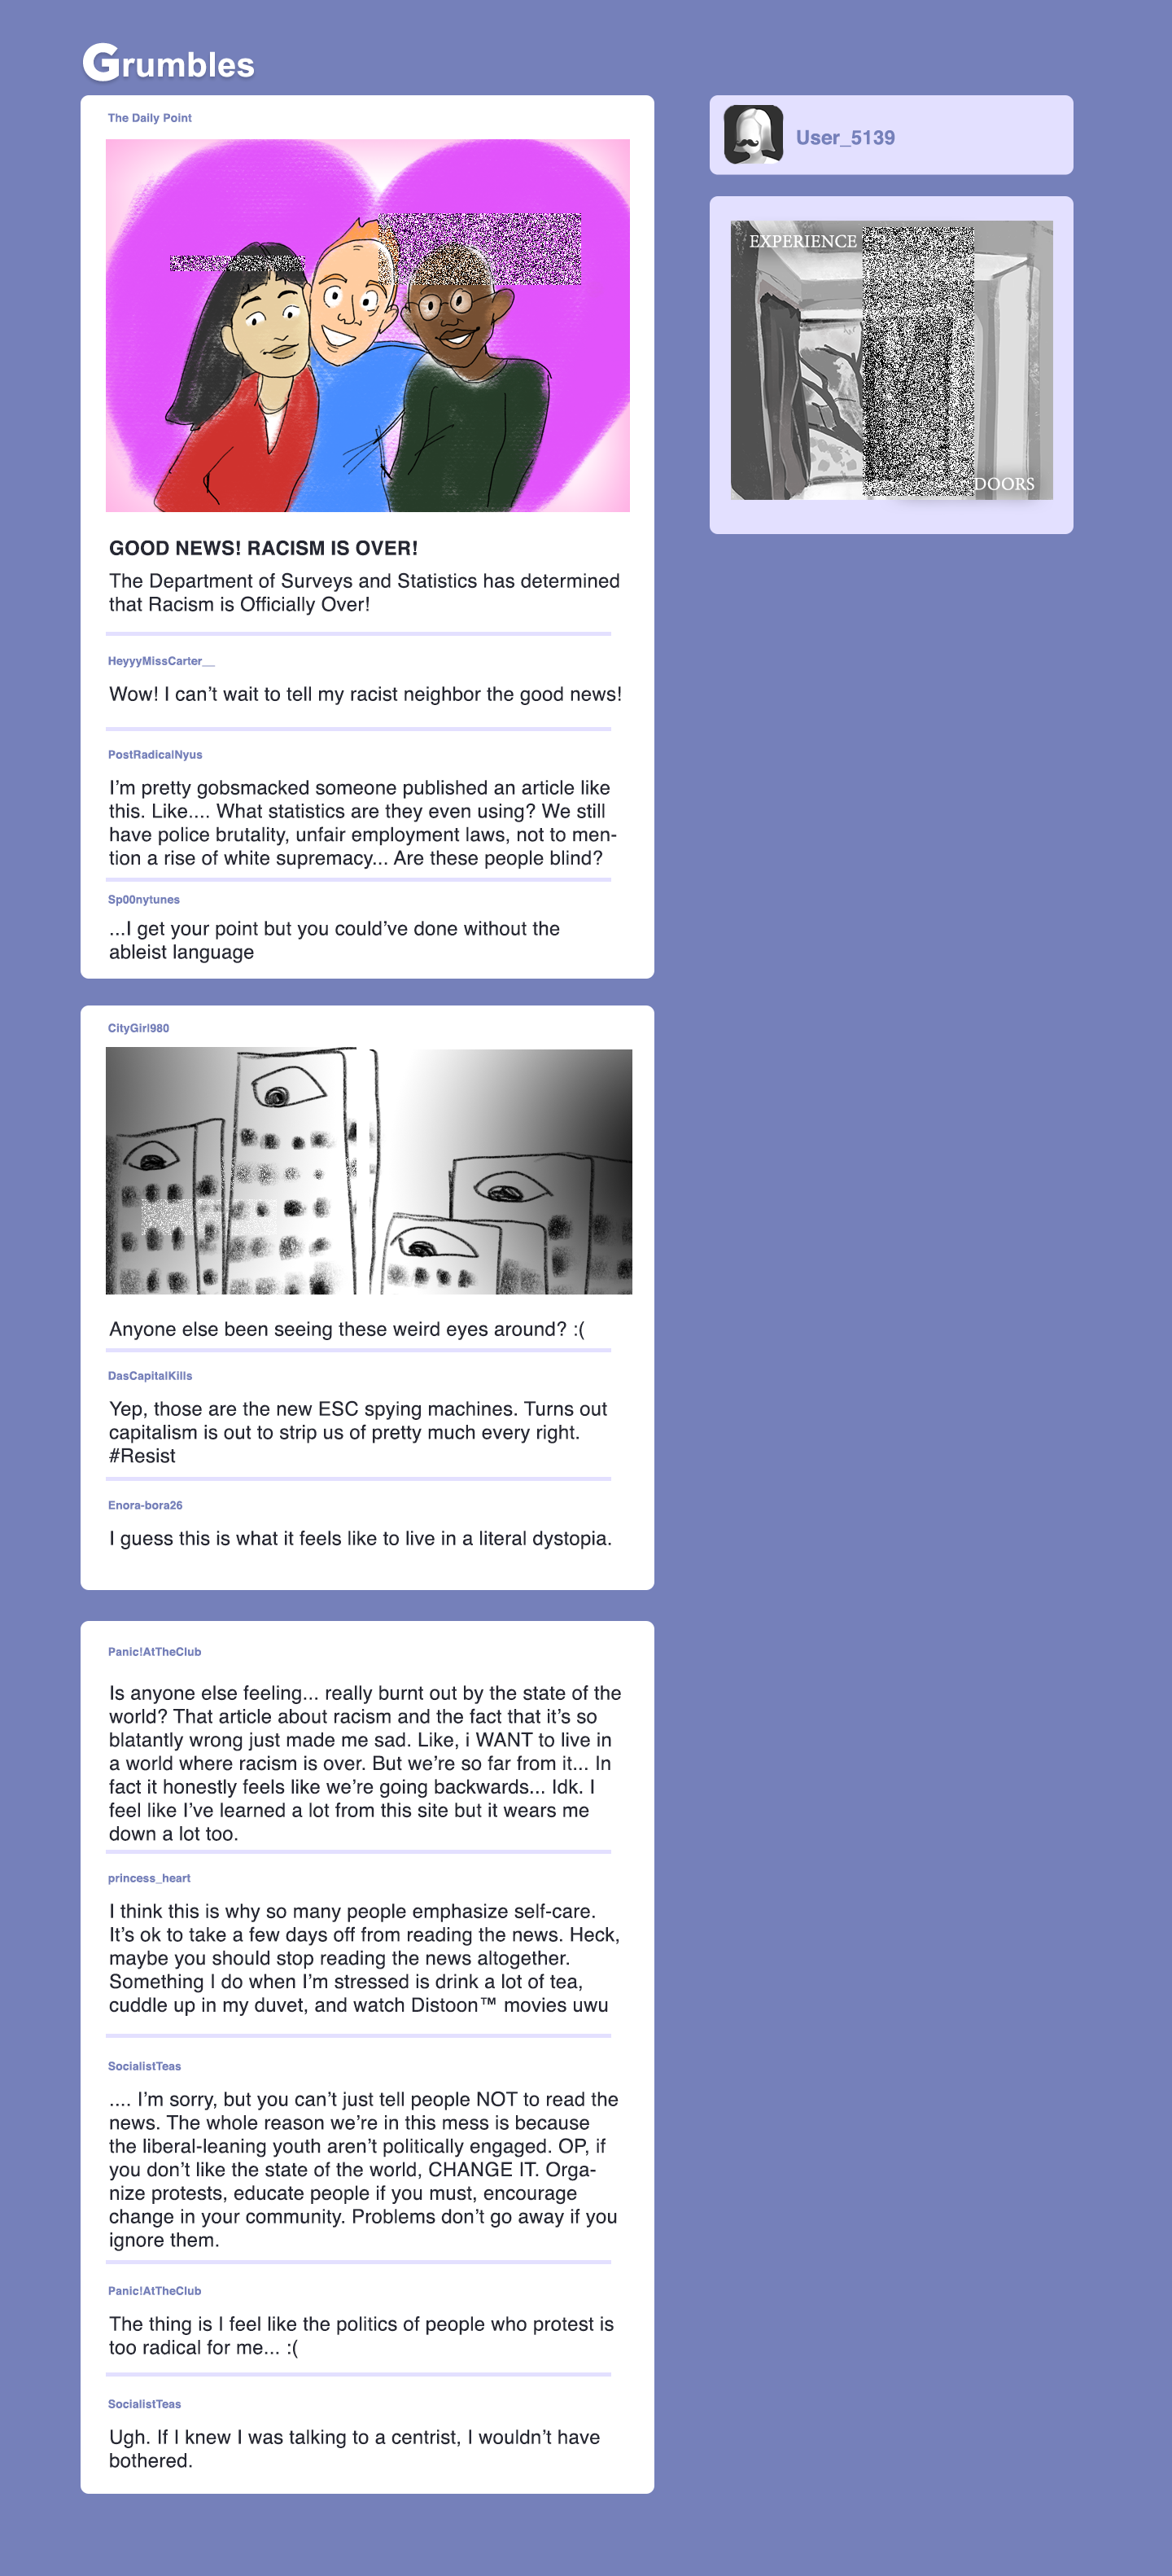 Grumbles
The Daily Point
GOOD NEWS! RACISM IS OVER!
The Department of Surveys and Statistics has determined
that Racism is Officially Over!
HeyyyMissCarter__
Wow! I can’t wait to tell my racist neighbor the good news!
PostRadicalNyus
I’m pretty gobsmacked someone published an article like
this. Like.... What statistics are they even using? We still
have police brutality, unfair employment laws, not to men-
tion a rise of white supremacy... Are these people blind?
Sp00nytunes
...I get your point but you could’ve done without the
ableist language
CityGirl980
Anyone else been seeing these weird eyes around? :(
DasCapitalKills
Yep, those are the new ESC spying machines. Turns out
capitalism is out to strip us of pretty much every right.
#Resist
Enora-bora26
I guess this is what it feels like to live in a literal dystopia.
Panic!AtTheClub
Is anyone else feeling... really burnt out by the state of the
world? That article about racism and the fact that it’s so
blatantly wrong just made me sad. Like, i WANT to live in
a world where racism is over. But we’re so far from it... In
fact it honestly feels like we’re going backwards... Idk. I
feel like I’ve learned a lot from this site but it wears me
down a lot too.
princess_heart
I think this is why so many people emphasize self-care.
It’s ok to take a few days off from reading the news. Heck,
maybe you should stop reading the news altogether.
Something I do when I’m stressed is drink a lot of tea,
cuddle up in my duvet, and watch Distoon™ movies uwu
SocialistTeas
.... I’m sorry, but you can’t just tell people NOT to read the
news. The whole reason we’re in this mess is because
the liberal-leaning youth aren’t politically engaged. OP, if
you don’t like the state of the world, CHANGE IT. Orga-
nize protests, educate people if you must, encourage
change in your community. Problems don’t go away if you
ignore them.
Panic!AtTheClub
The thing is I feel like the politics of people who protest is
too radical for me... :(
SocialistTeas
Ugh. If I knew I was talking to a centrist, I wouldn’t have
bothered.
User_5139
EXPERIENCE
DOORS